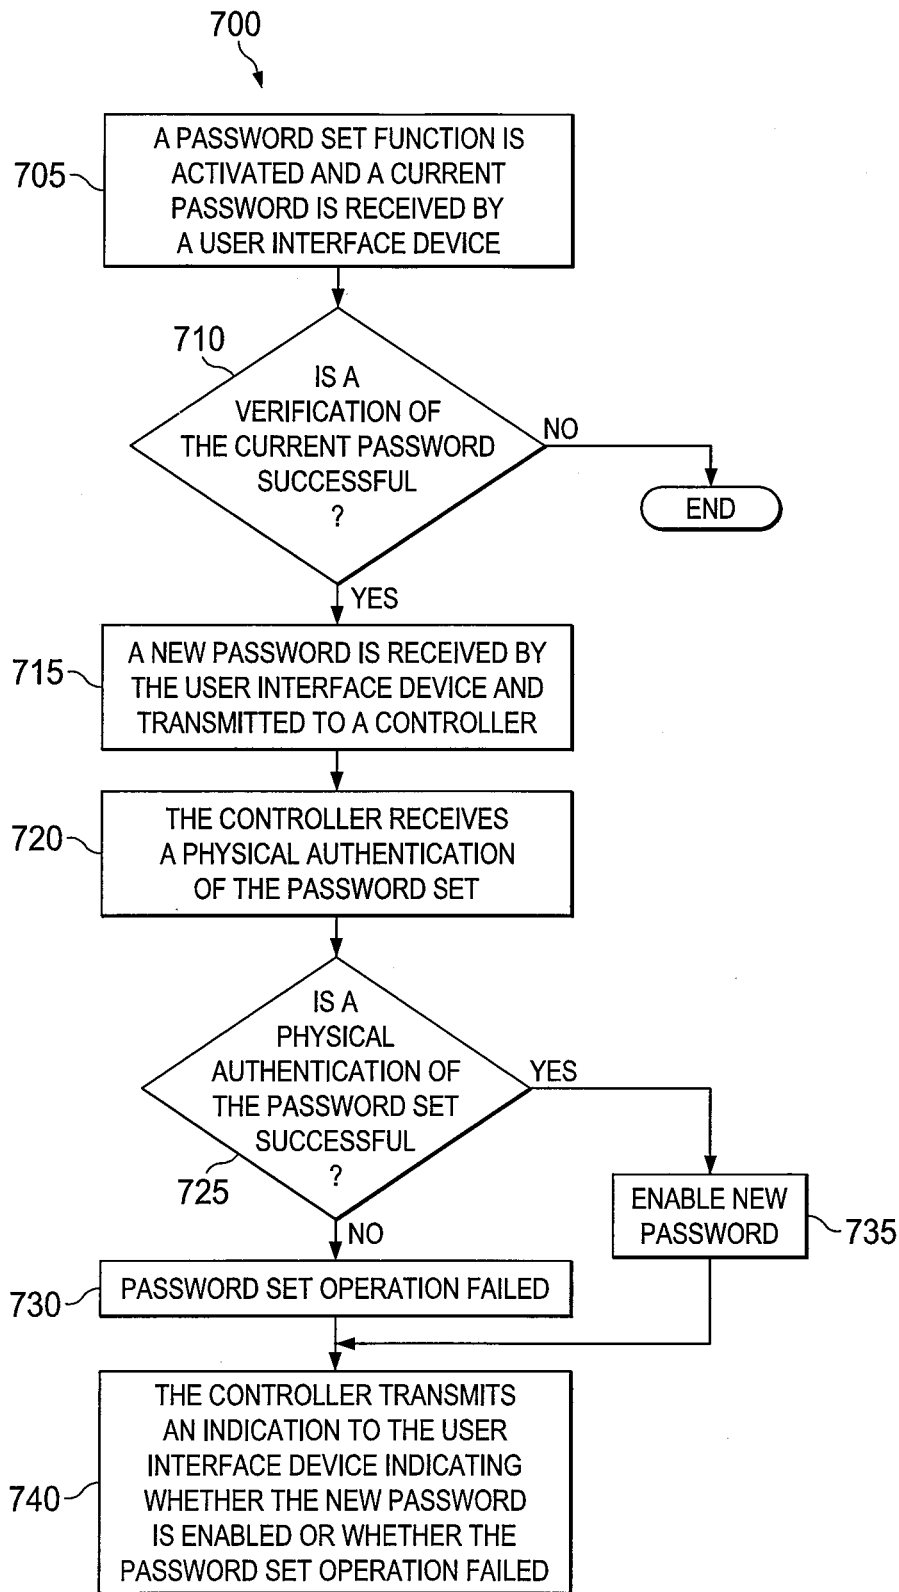 700
705
A PASSWORD SET FUNCTION IS
ACTIVATED AND A CURRENT
PASSWORD IS RECEIVED BY
A USER INTERFACE DEVICE
710
IS A
VERIFICATION OF
THE CURRENT PASSWORD
SUCCESSFUL
?
NO
END
YES
715
A NEW PASSWORD IS RECEIVED BY
THE USER INTERFACE DEVICE AND
TRANSMITTED TO A CONTROLLER
720
THE CONTROLLER RECEIVES
A PHYSICAL AUTHENTICATION
OF THE PASSWORD SET
IS A
PHYSICAL
AUTHENTICATION OF
THE PASSWORD SET
SUCCESSFUL
?
725
YES
ENABLE NEW
PASSWORD
735
NO
730
PASSWORD SET OPERATION FAILED
740
THE CONTROLLER TRANSMITS
AN INDICATION TO THE USER
INTERFACE DEVICE INDICATING
WHETHER THE NEW PASSWORD
IS ENABLED OR WHETHER THE
PASSWORD SET OPERATION FAILED